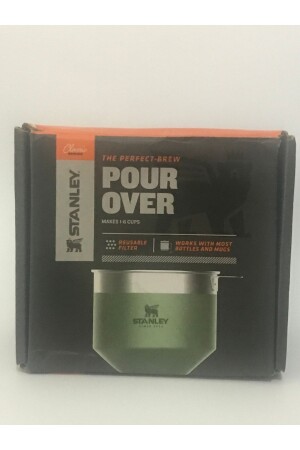 Classic
STANLEY
THE PERFECT-BREW
POUR
OVER
MAKES 1-6 CUPS
REUSABLE
FILTER
WORKS WITH MOST
BOTTLES AND MUGS
STANLEY